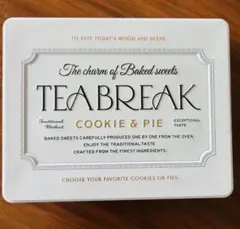 TO SUIT TODAY'S MOOD AND SCENE.
The charm of Baked sweets
TEABREAK
Traditional Method
COOKIE & PIE
EXCEPTIONAL TASTE
BAKED SWEETS CAREFULLY PRODUCED ONE BY ONE FROM THE OVEN.
ENJOY THE TRADITIONAL TASTE
CRAFTED FROM THE FINEST INGREDIENTS.
CHOOSE YOUR FAVORITE COOKIES OR PIES.